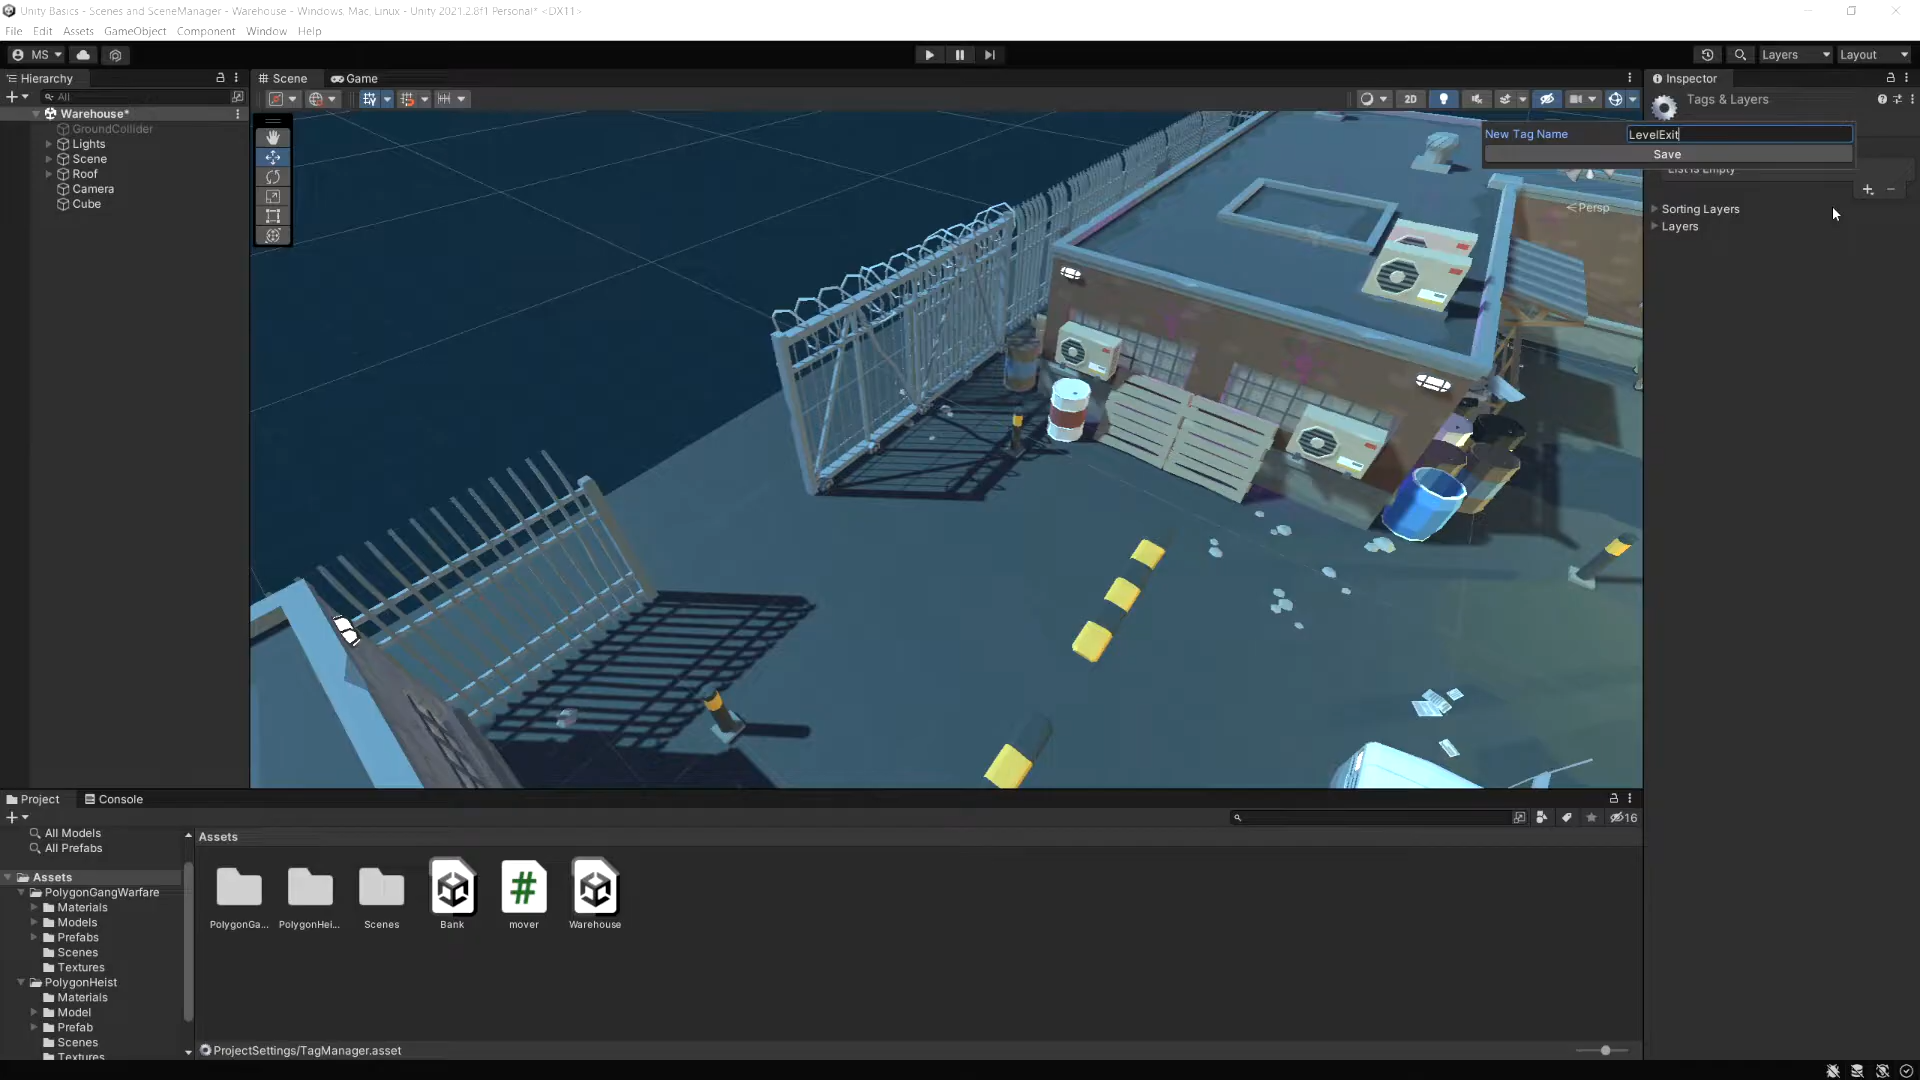 Unity Basics - Scenes and SceneManager - Warehouse - Windows, Mac, Linux - Unity 2021.2.8f1 Personal* <DX11>
File Edit Assets GameObject Component Window Help
MS Layers Layout
Hierarchy Scene Game Inspector
All 2D Tags & Layers
Warehouse*
GroundCollider
Lights
Scene
Roof
Camera
Cube
New Tag Name LevelExit
Save
List is Empty
Persp
Sorting Layers
Layers
Project Console
16
All Models
All Prefabs
Assets
Assets
PolygonGangWarfare
Materials
Models
Prefabs
Scenes
Textures
PolygonHeist
Materials
Model
Prefab
Scenes
Textures
PolygonGa... PolygonHei... Scenes Bank mover Warehouse
ProjectSettings/TagManager.asset